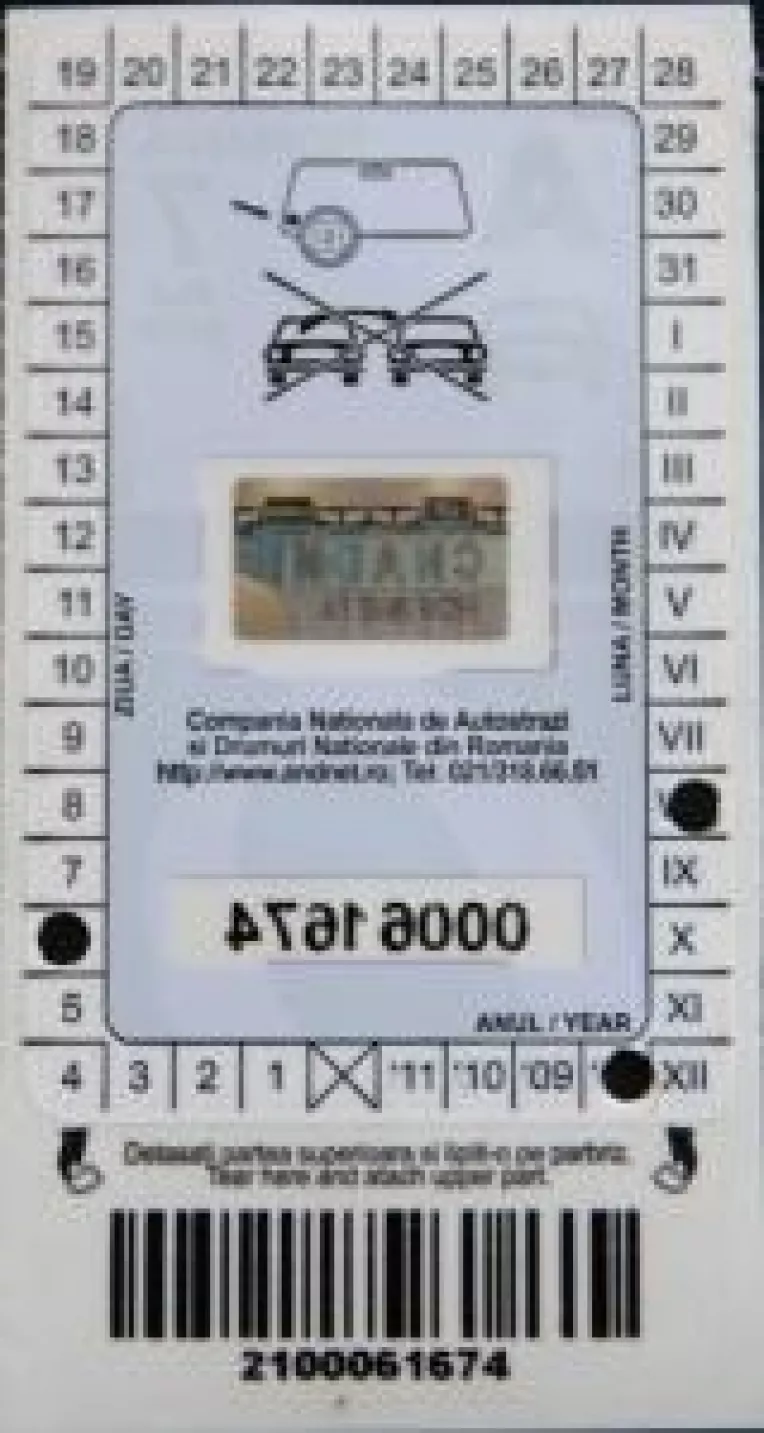 19 20 21 22 23 24 25 26 27 28
18 29
17 30
16 31
15 I
14 II
13 III
12 IV
11 V
10 VI
9 VII
8
7 IX
X
5 XI
4 3 2 1 '11 '10 '09 XII
ZIUA / DAY
LUNA / MONTH
ANUL / YEAR
CNADN
ROMANIA
Compania Nationala de Autostrazi
si Drumuri Nationale din Romania
http://www.andnet.ro; Tel: 021/318.66.61
00061674
Detasati partea superioara si lipiti-o pe parbriz.
Tear here and atach upper part.
2100061674